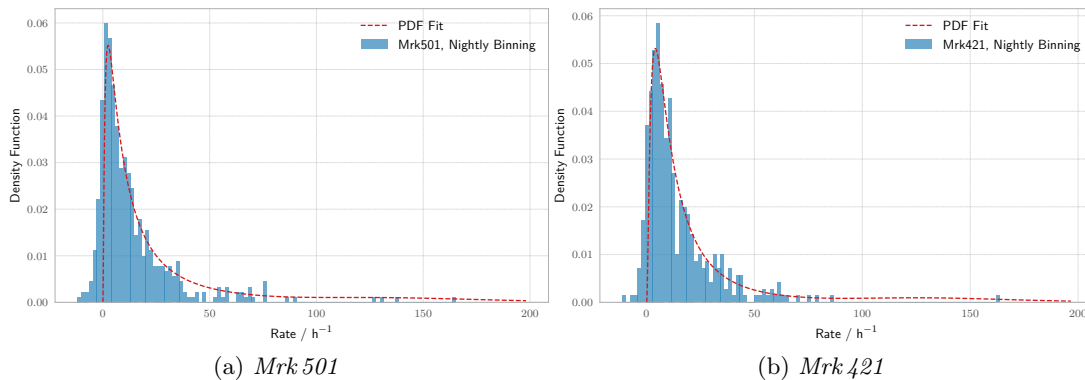 0.06
0.05
0.04
0.03
0.02
0.01
0.00
Density Function
PDF Fit
Mrk501, Nightly Binning
0 50 100 150 200
Rate / h⁻¹
(a) Mrk 501
0.06
0.05
0.04
0.03
0.02
0.01
0.00
Density Function
PDF Fit
Mrk421, Nightly Binning
0 50 100 150 200
Rate / h⁻¹
(b) Mrk 421